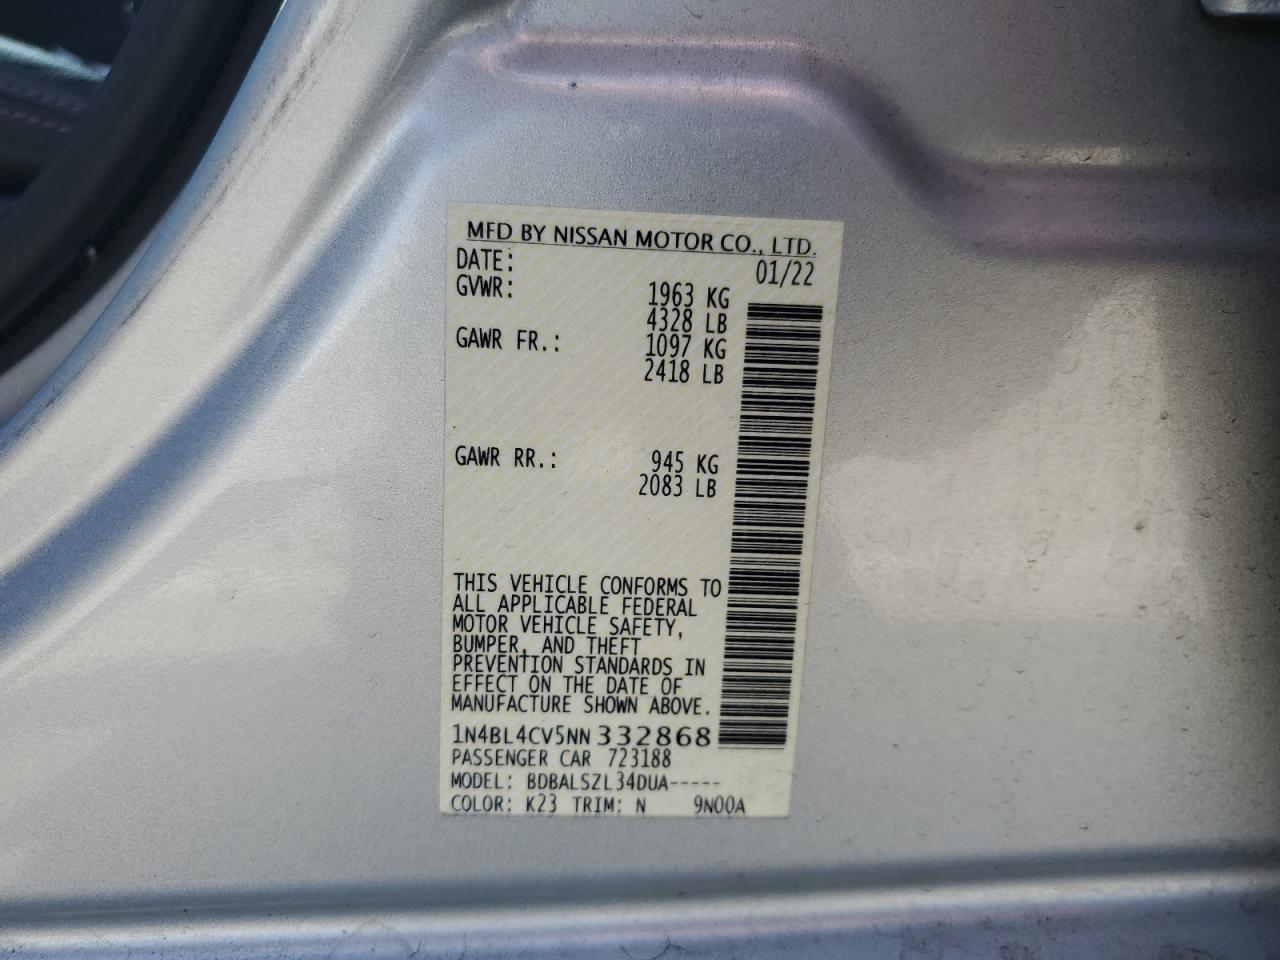 MFD BY NISSAN MOTOR CO., LTD.
DATE: 01/22
GVWR: 1963 KG
4328 LB
GAWR FR.: 1097 KG
2418 LB
GAWR RR.: 945 KG
2083 LB
THIS VEHICLE CONFORMS TO
ALL APPLICABLE FEDERAL
MOTOR VEHICLE SAFETY,
BUMPER, AND THEFT
PREVENTION STANDARDS IN
EFFECT ON THE DATE OF
MANUFACTURE SHOWN ABOVE.
1N4BL4CV5NN332868
PASSENGER CAR 723188
MODEL: BDBALSZL34DUA-----
COLOR: K23 TRIM: N 9N00A